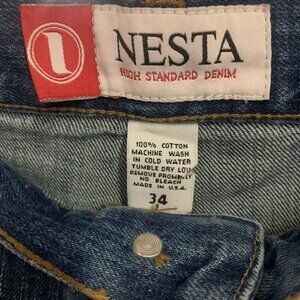 NESTA
HIGH STANDARD DENIM
100% COTTON
MACHINE WASH
IN COLD WATER
TUMBLE DRY LOW
REMOVE PROMPTLY
NO BLEACH
MADE IN U.S.A.
34